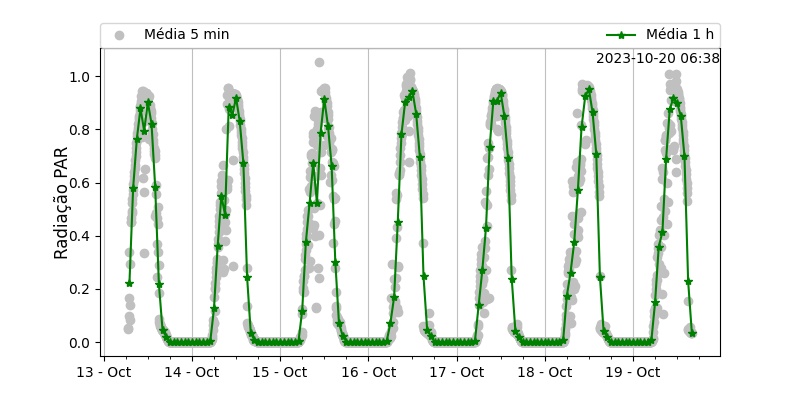 Média 5 min
Média 1 h
2023-10-20 06:38
Radiação PAR
1.0
0.8
0.6
0.4
0.2
0.0
13 - Oct
14 - Oct
15 - Oct
16 - Oct
17 - Oct
18 - Oct
19 - Oct